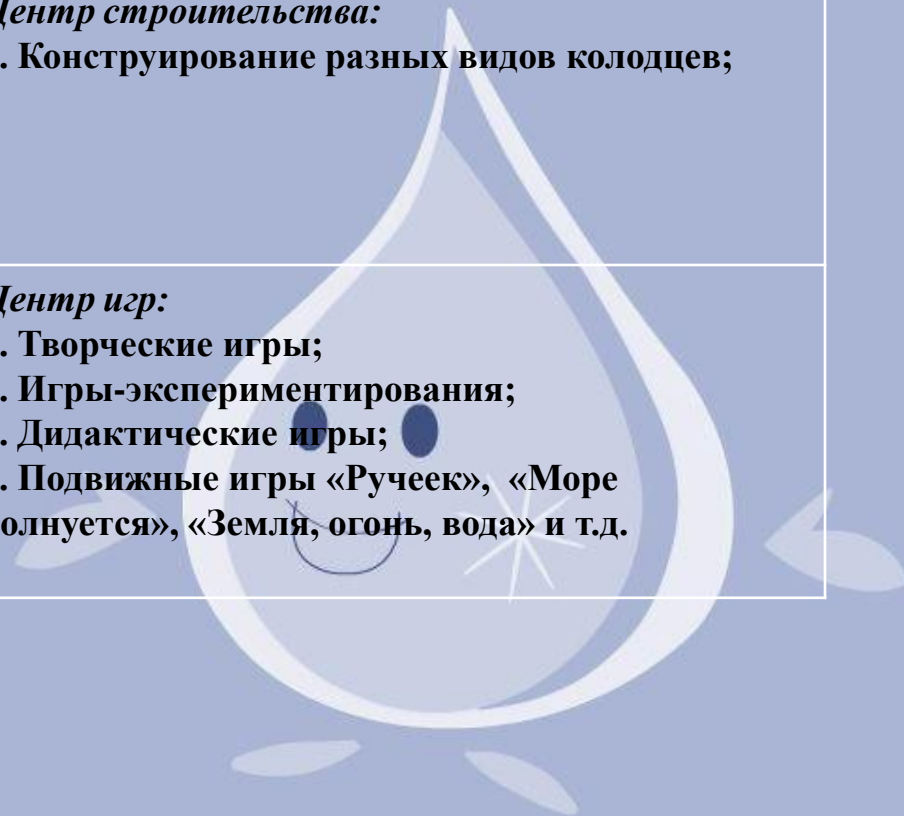 Центр строительства:
. Конструирование разных видов колодцев;
Центр игр:
. Творческие игры;
. Игры-экспериментирования;
. Дидактические игры;
. Подвижные игры «Ручеек», «Море
олнуется», «Земля, огонь, вода» и т.д.